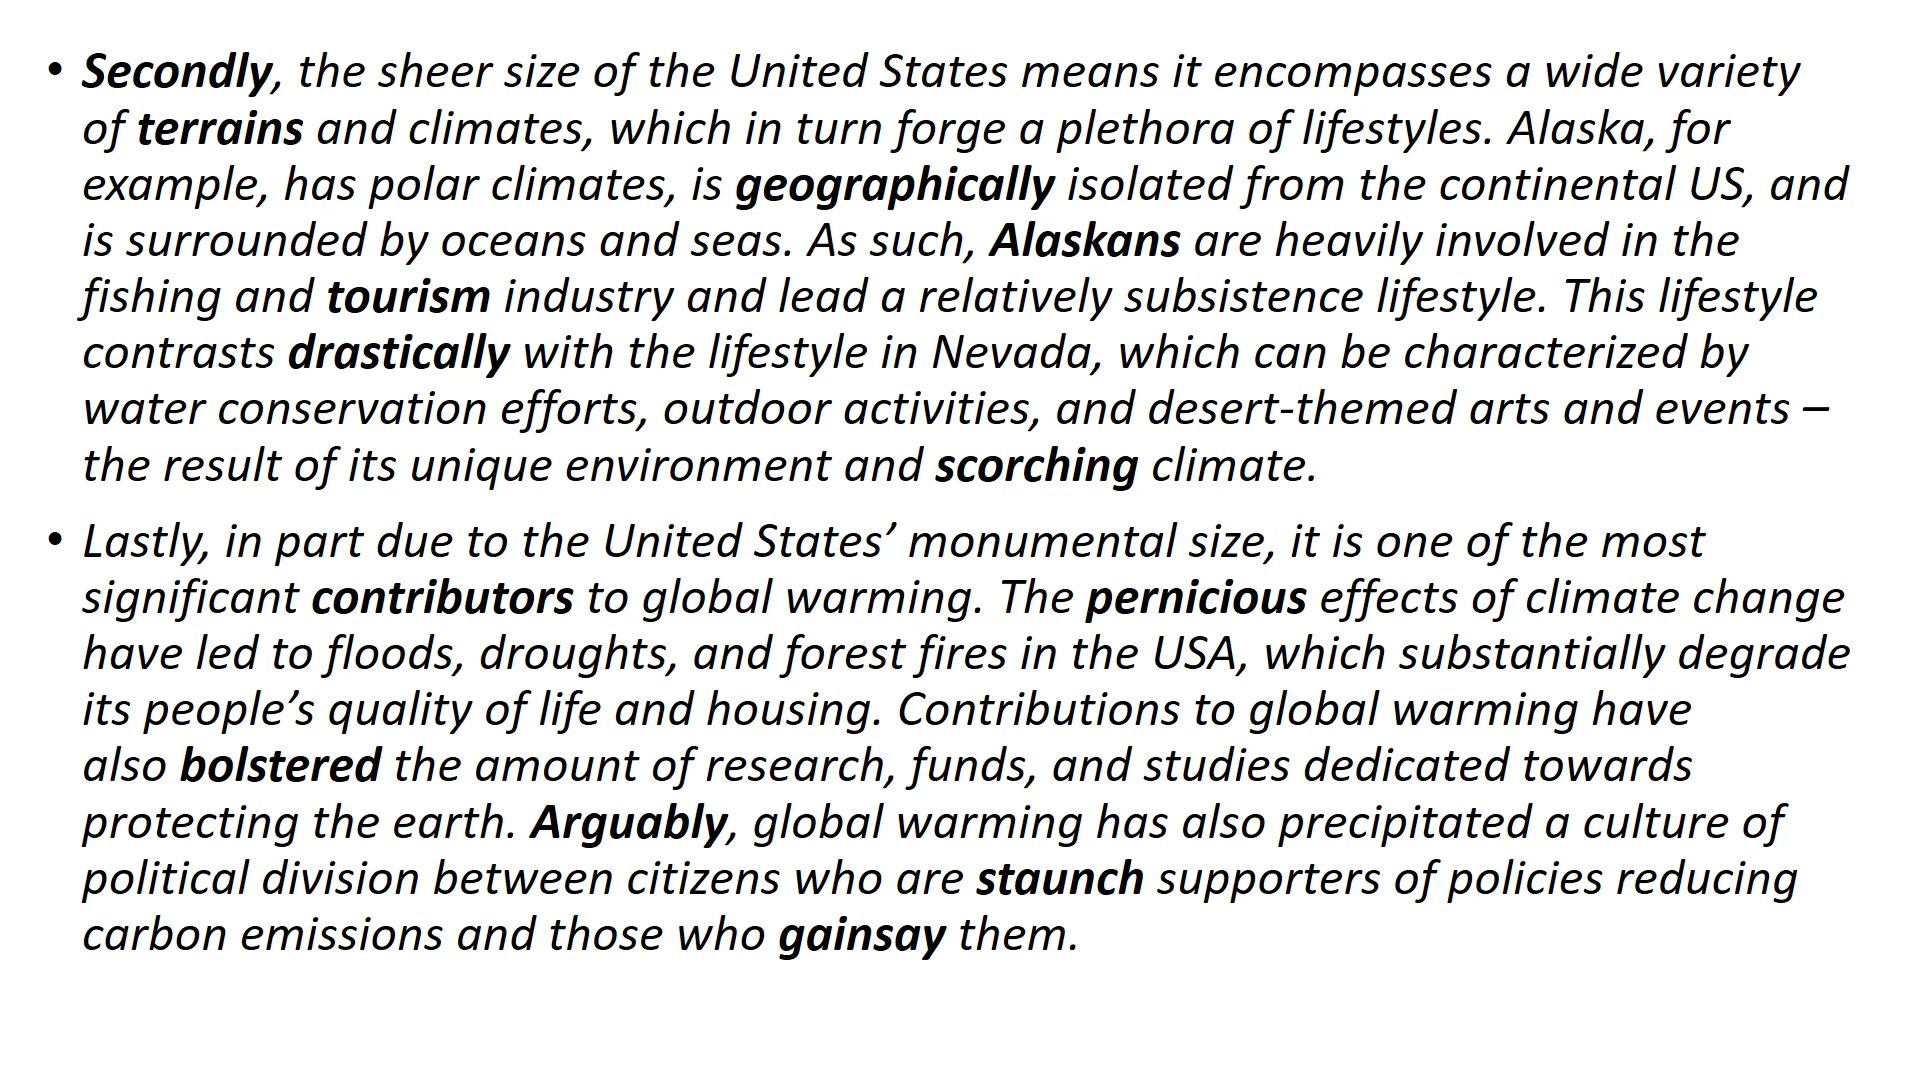 • Secondly, the sheer size of the United States means it encompasses a wide variety
of terrains and climates, which in turn forge a plethora of lifestyles. Alaska, for
example, has polar climates, is geographically isolated from the continental US, and
is surrounded by oceans and seas. As such, Alaskans are heavily involved in the
fishing and tourism industry and lead a relatively subsistence lifestyle. This lifestyle
contrasts drastically with the lifestyle in Nevada, which can be characterized by
water conservation efforts, outdoor activities, and desert-themed arts and events –
the result of its unique environment and scorching climate.
• Lastly, in part due to the United States’ monumental size, it is one of the most
significant contributors to global warming. The pernicious effects of climate change
have led to floods, droughts, and forest fires in the USA, which substantially degrade
its people’s quality of life and housing. Contributions to global warming have
also bolstered the amount of research, funds, and studies dedicated towards
protecting the earth. Arguably, global warming has also precipitated a culture of
political division between citizens who are staunch supporters of policies reducing
carbon emissions and those who gainsay them.